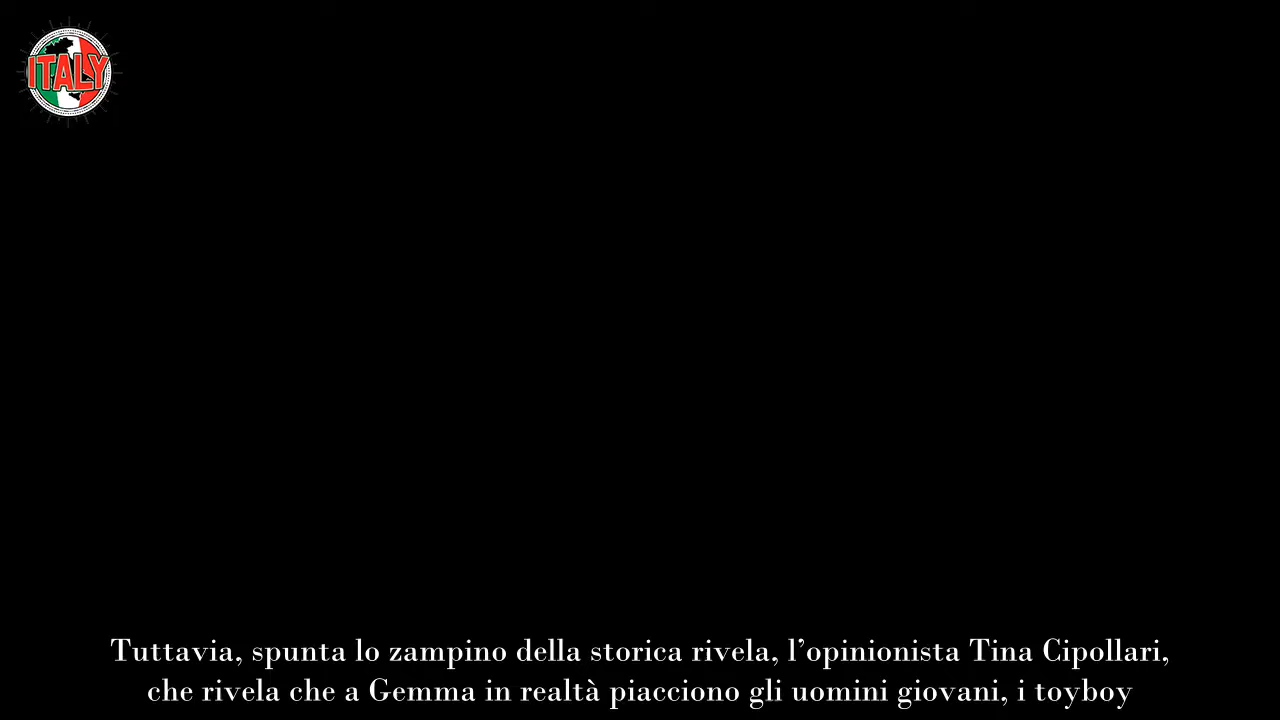 ITALY
Tuttavia, spunta lo zampino della storica rivela, l’opinionista Tina Cipollari,
che rivela che a Gemma in realtà piacciono gli uomini giovani, i toyboy